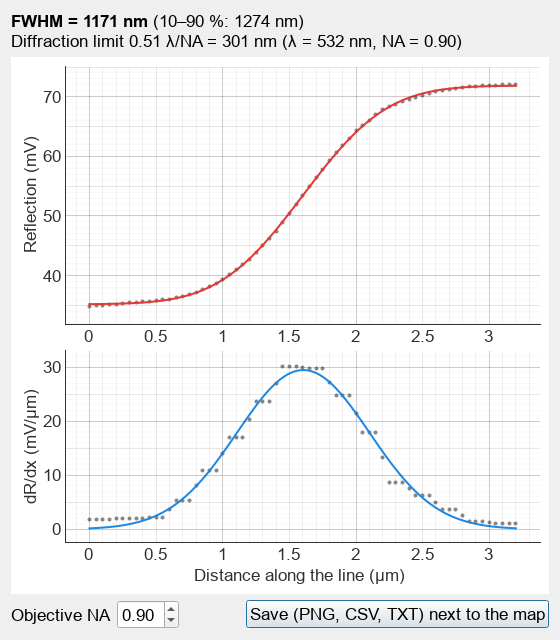 FWHM = 1171 nm (10–90 %: 1274 nm)
Diffraction limit 0.51 λ/NA = 301 nm (λ = 532 nm, NA = 0.90)
Reflection (mV)
70
60
50
40
0 0.5 1 1.5 2 2.5 3
dR/dx (mV/μm)
30
20
10
0
0 0.5 1 1.5 2 2.5 3
Distance along the line (μm)
Objective NA 0.90 Save (PNG, CSV, TXT) next to the map